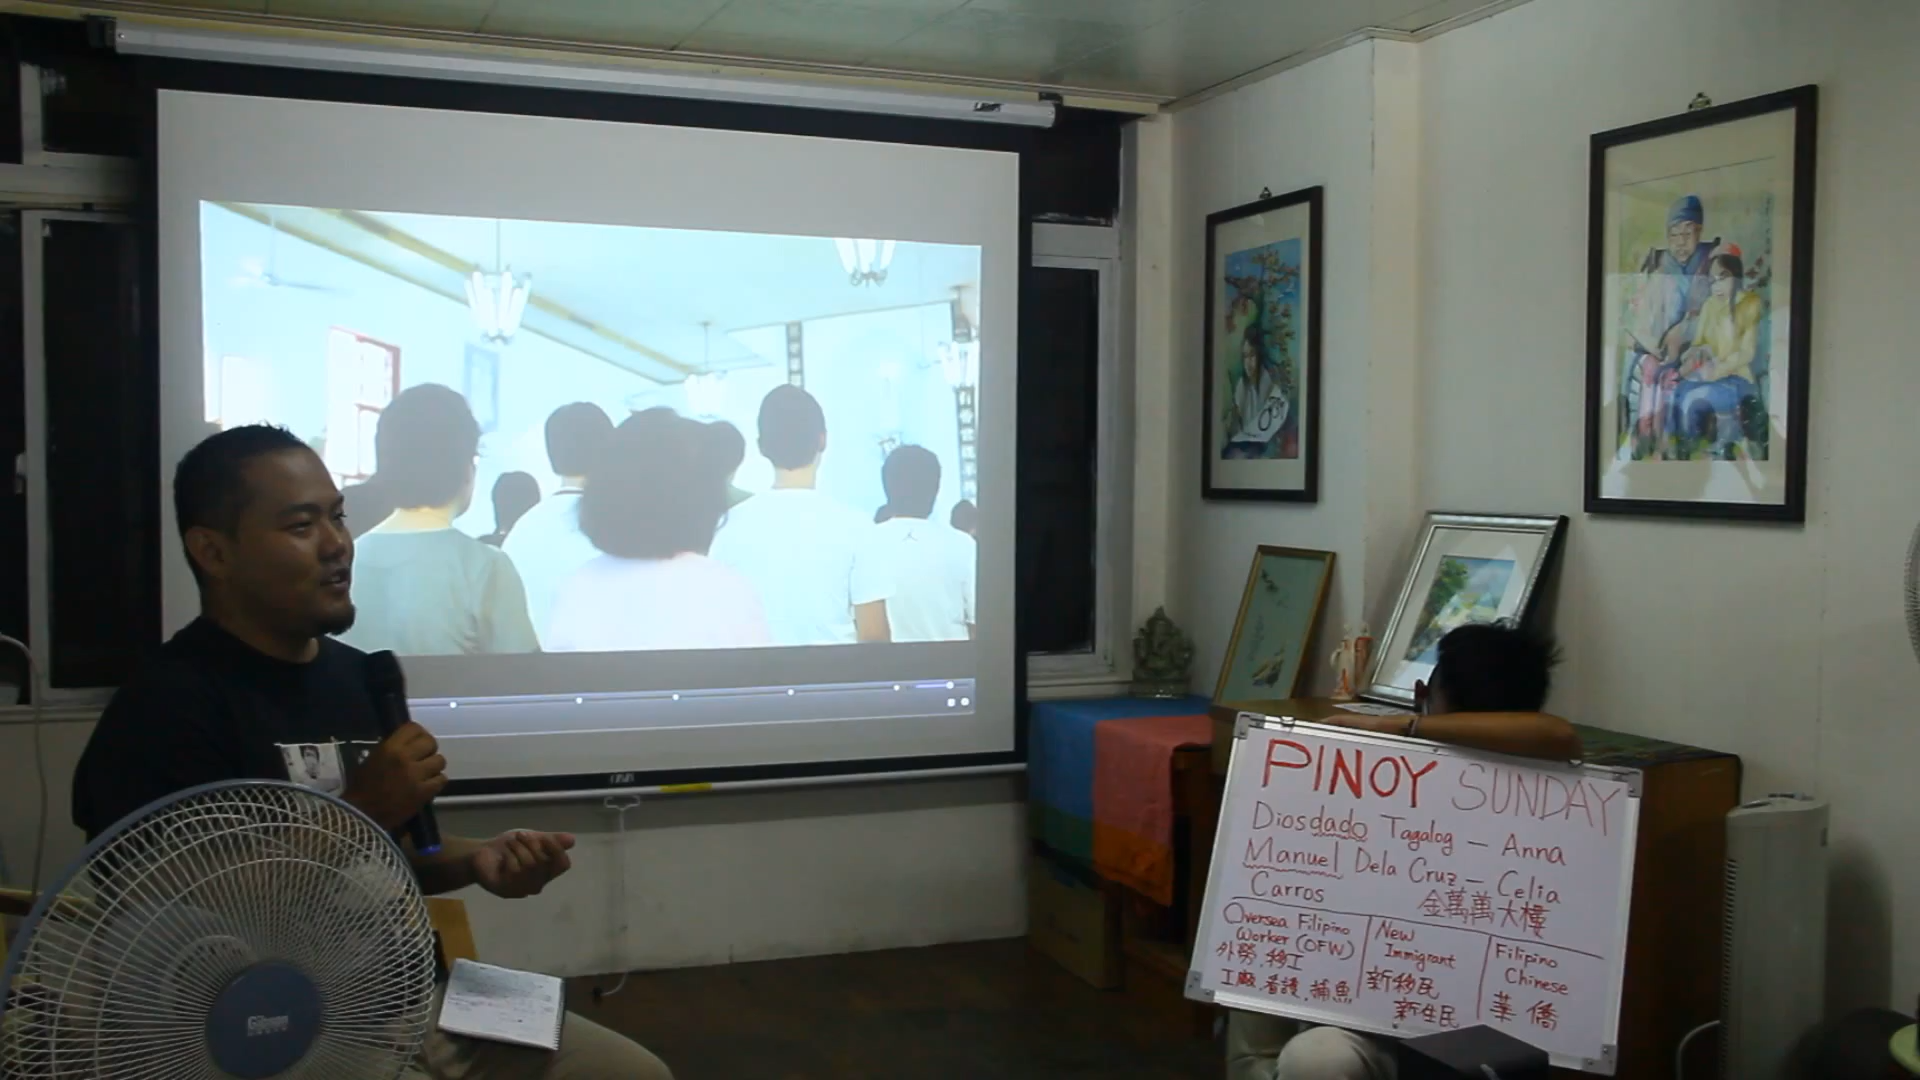 PINOY SUNDAY
Diosdado Tagalog — Anna
Manuel Dela Cruz — Celia
Carros 金萬萬大樓
Oversea Filipino
Worker (OFW)
外勞、移工
工廠、看護、捕魚
New
Immigrant
新移民
新住民
Filipino
Chinese
華僑